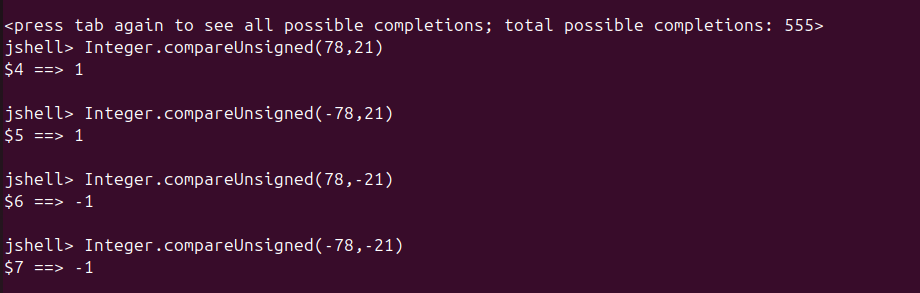 <press tab again to see all possible completions; total possible completions: 555>
jshell> Integer.compareUnsigned(78,21)
$4 ==> 1
jshell> Integer.compareUnsigned(-78,21)
$5 ==> 1
jshell> Integer.compareUnsigned(78,-21)
$6 ==> -1
jshell> Integer.compareUnsigned(-78,-21)
$7 ==> -1